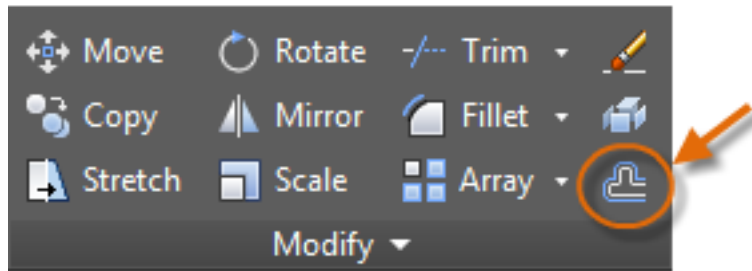 Move Rotate Trim
Copy Mirror Fillet
Stretch Scale Array
Modify